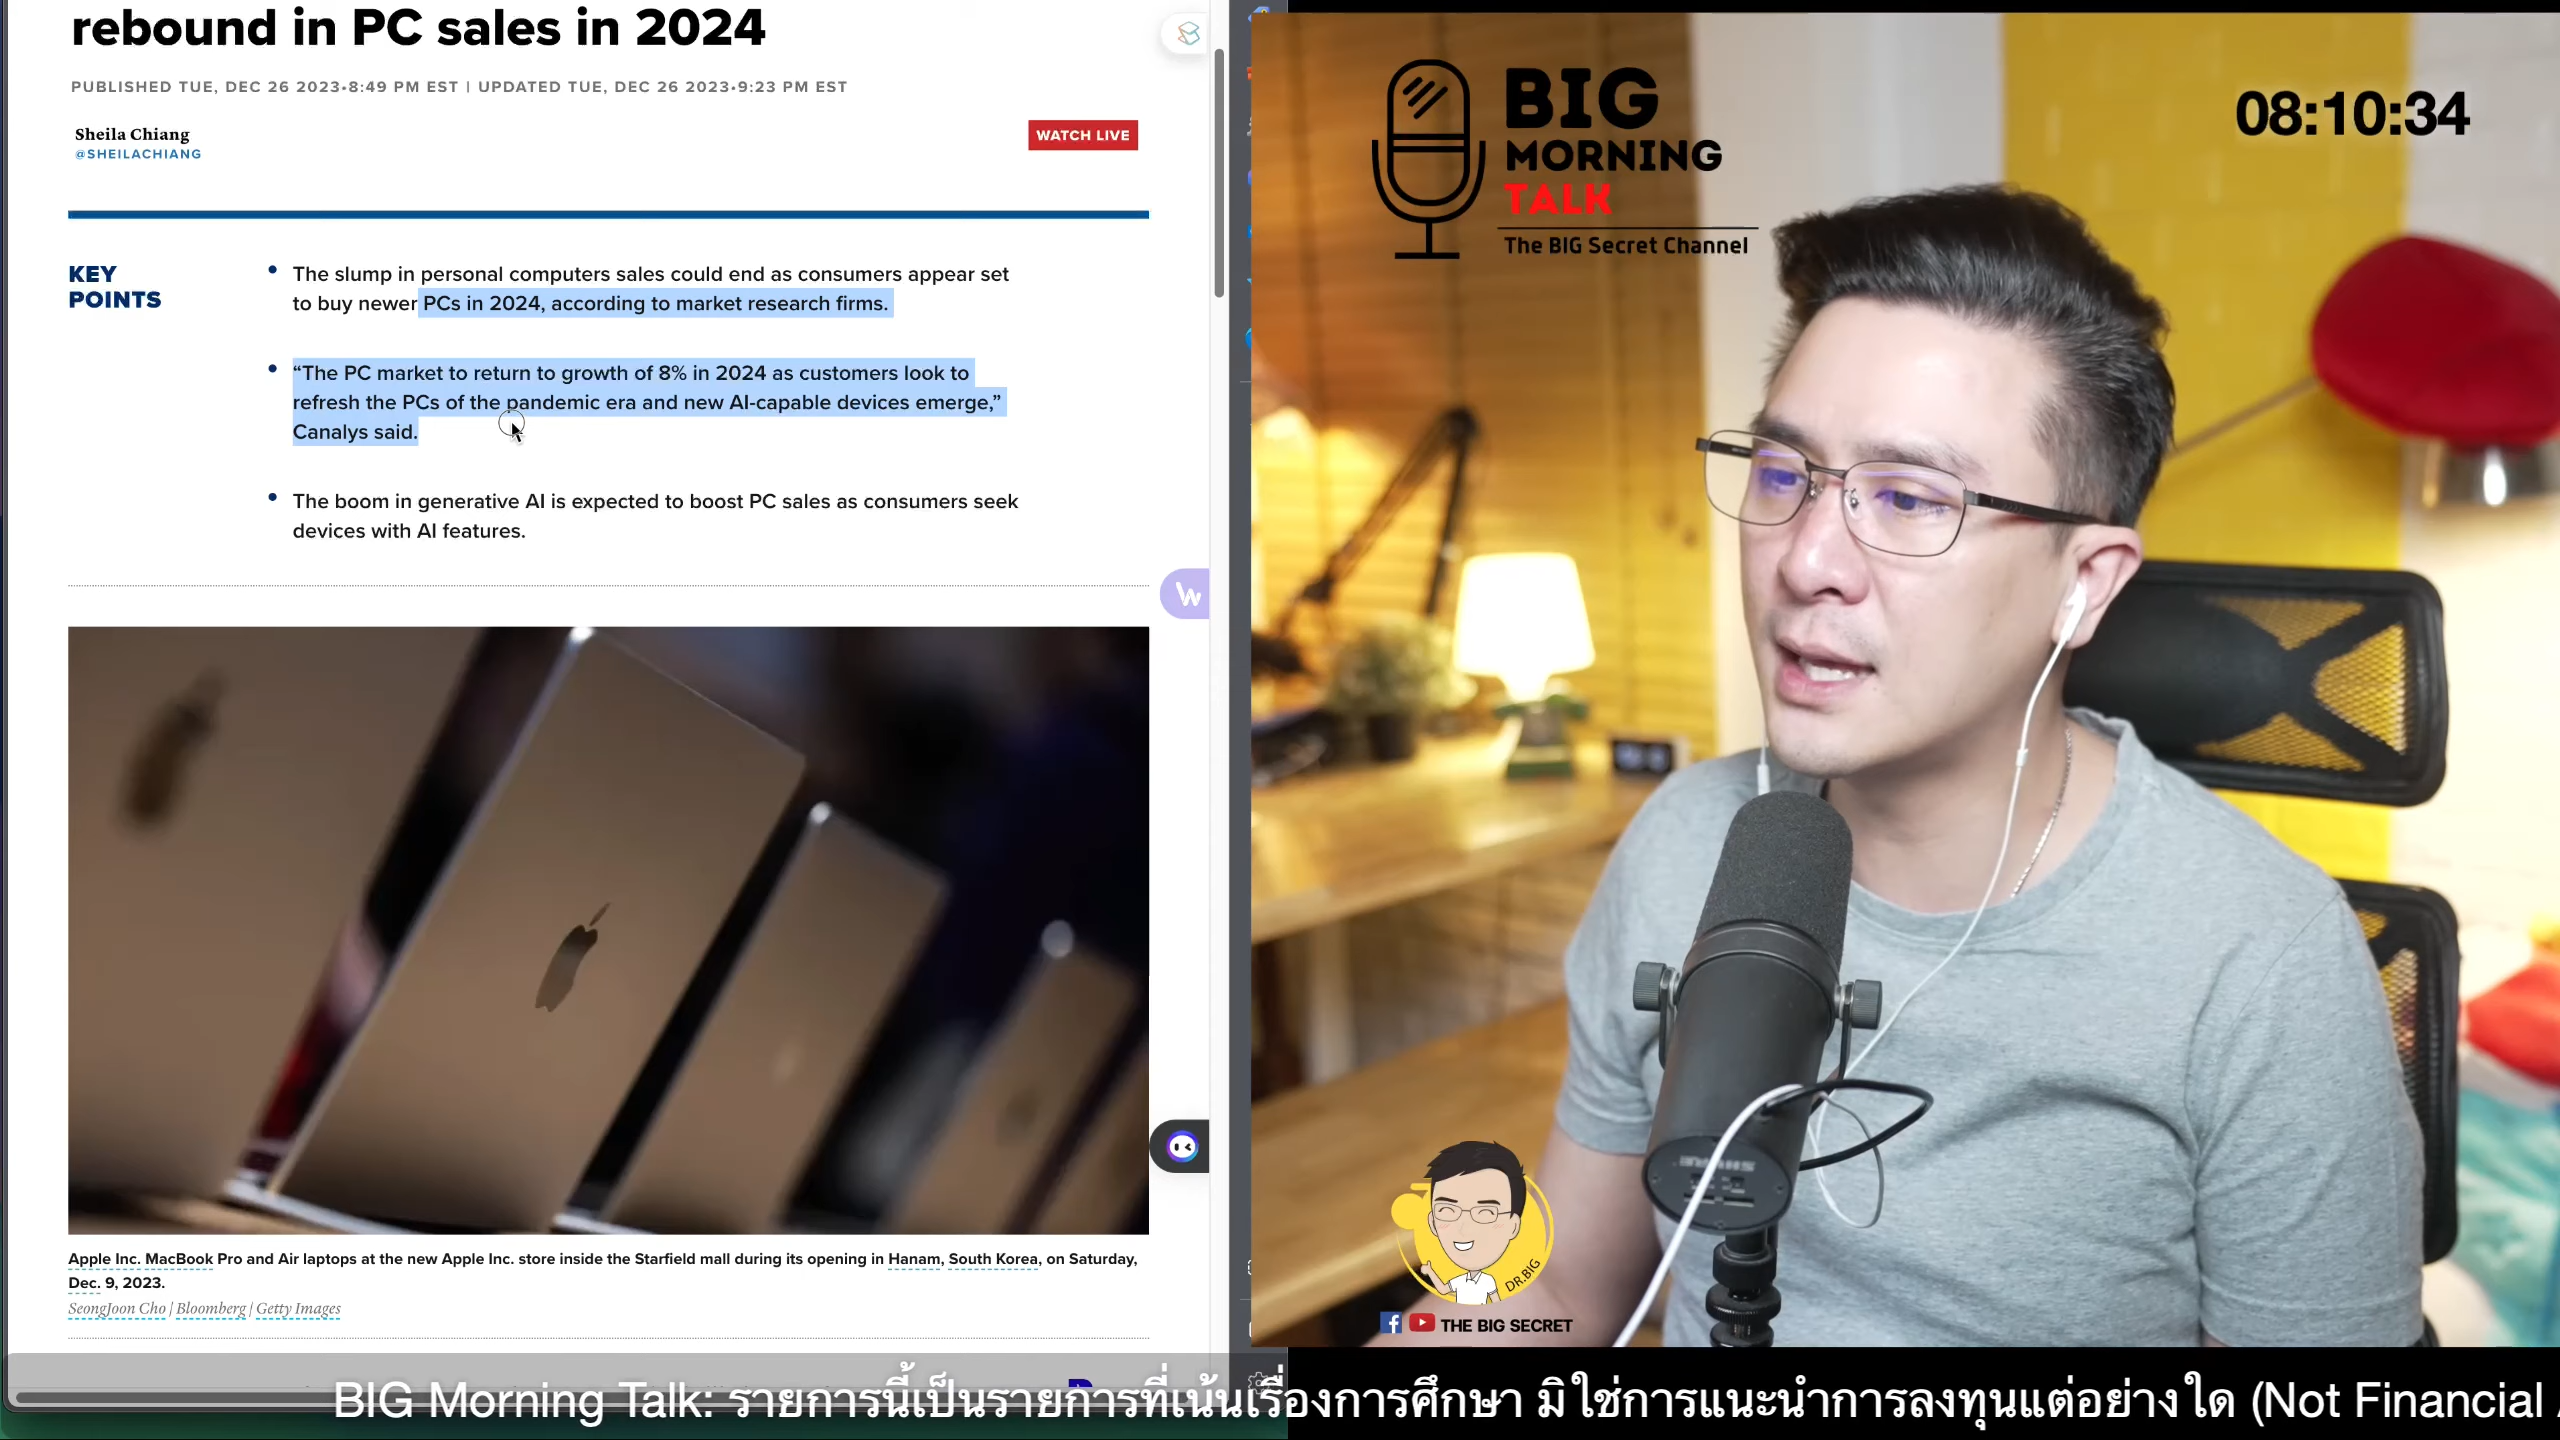 rebound in PC sales in 2024
PUBLISHED TUE, DEC 26 2023•8:49 PM EST | UPDATED TUE, DEC 26 2023•9:23 PM EST
Sheila Chiang
@SHEILACHIANG
WATCH LIVE
KEY
POINTS
• The slump in personal computers sales could end as consumers appear set
to buy newer PCs in 2024, according to market research firms.
• “The PC market to return to growth of 8% in 2024 as customers look to
refresh the PCs of the pandemic era and new AI-capable devices emerge,”
Canalys said.
• The boom in generative AI is expected to boost PC sales as consumers seek
devices with AI features.
Apple Inc. MacBook Pro and Air laptops at the new Apple Inc. store inside the Starfield mall during its opening in Hanam, South Korea, on Saturday,
Dec. 9, 2023.
SeongJoon Cho | Bloomberg | Getty Images
BIG
MORNING
TALK
The BIG Secret Channel
08:10:34
SHURE
DR.BIG
THE BIG SECRET
BIG Morning Talk: รายการนี้เป็นรายการที่เน้นเรื่องการศึกษา มิใช่การแนะนำการลงทุนแต่อย่างใด (Not Financial